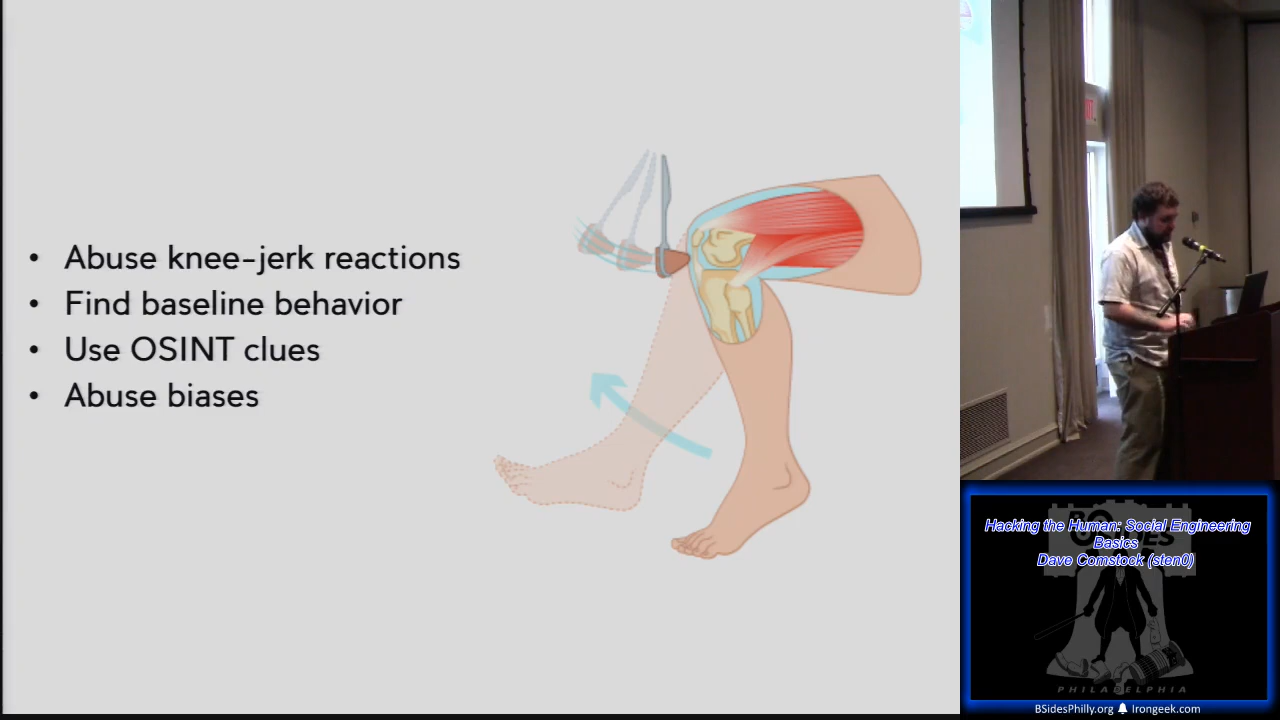 • Abuse knee-jerk reactions
• Find baseline behavior
• Use OSINT clues
• Abuse biases
Hacking the Human: Social Engineering
Basics
Dave Comstock (sten0)
PHILADELPHIA
BSidesPhilly.org 🔔 Irongeek.com